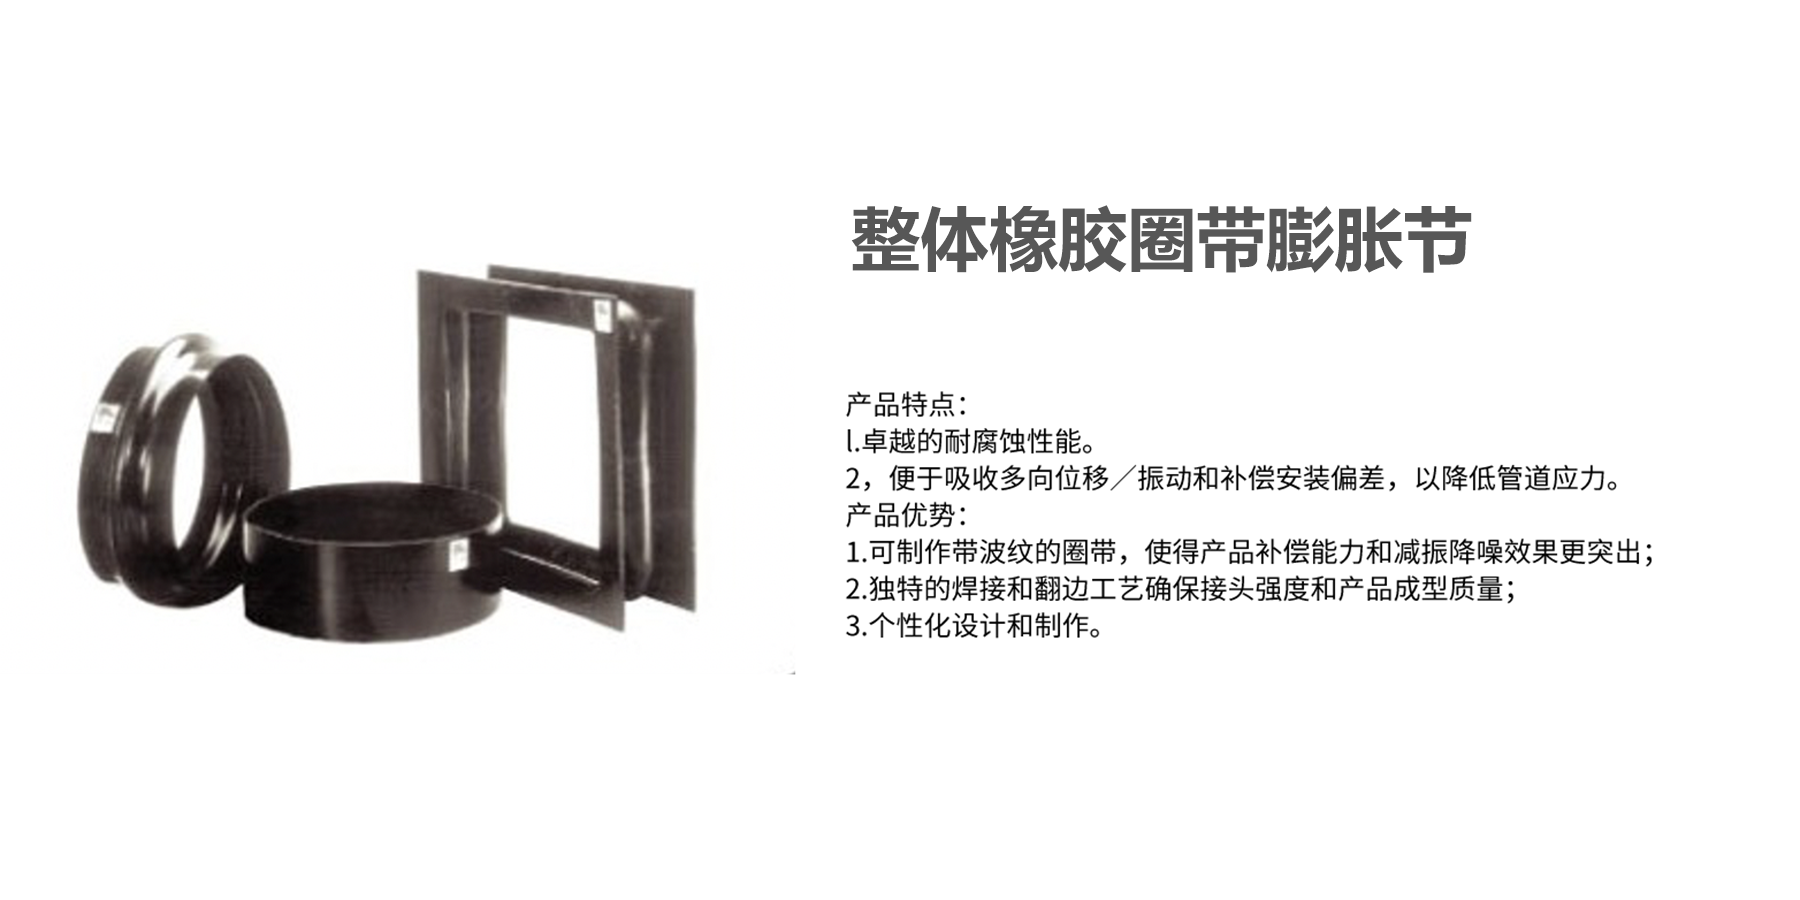 整体橡胶圈带膨胀节
产品特点：
l.卓越的耐腐蚀性能。
2，便于吸收多向位移／振动和补偿安装偏差，以降低管道应力。
产品优势：
1.可制作带波纹的圈带，使得产品补偿能力和减振降噪效果更突出；
2.独特的焊接和翻边工艺确保接头强度和产品成型质量；
3.个性化设计和制作。